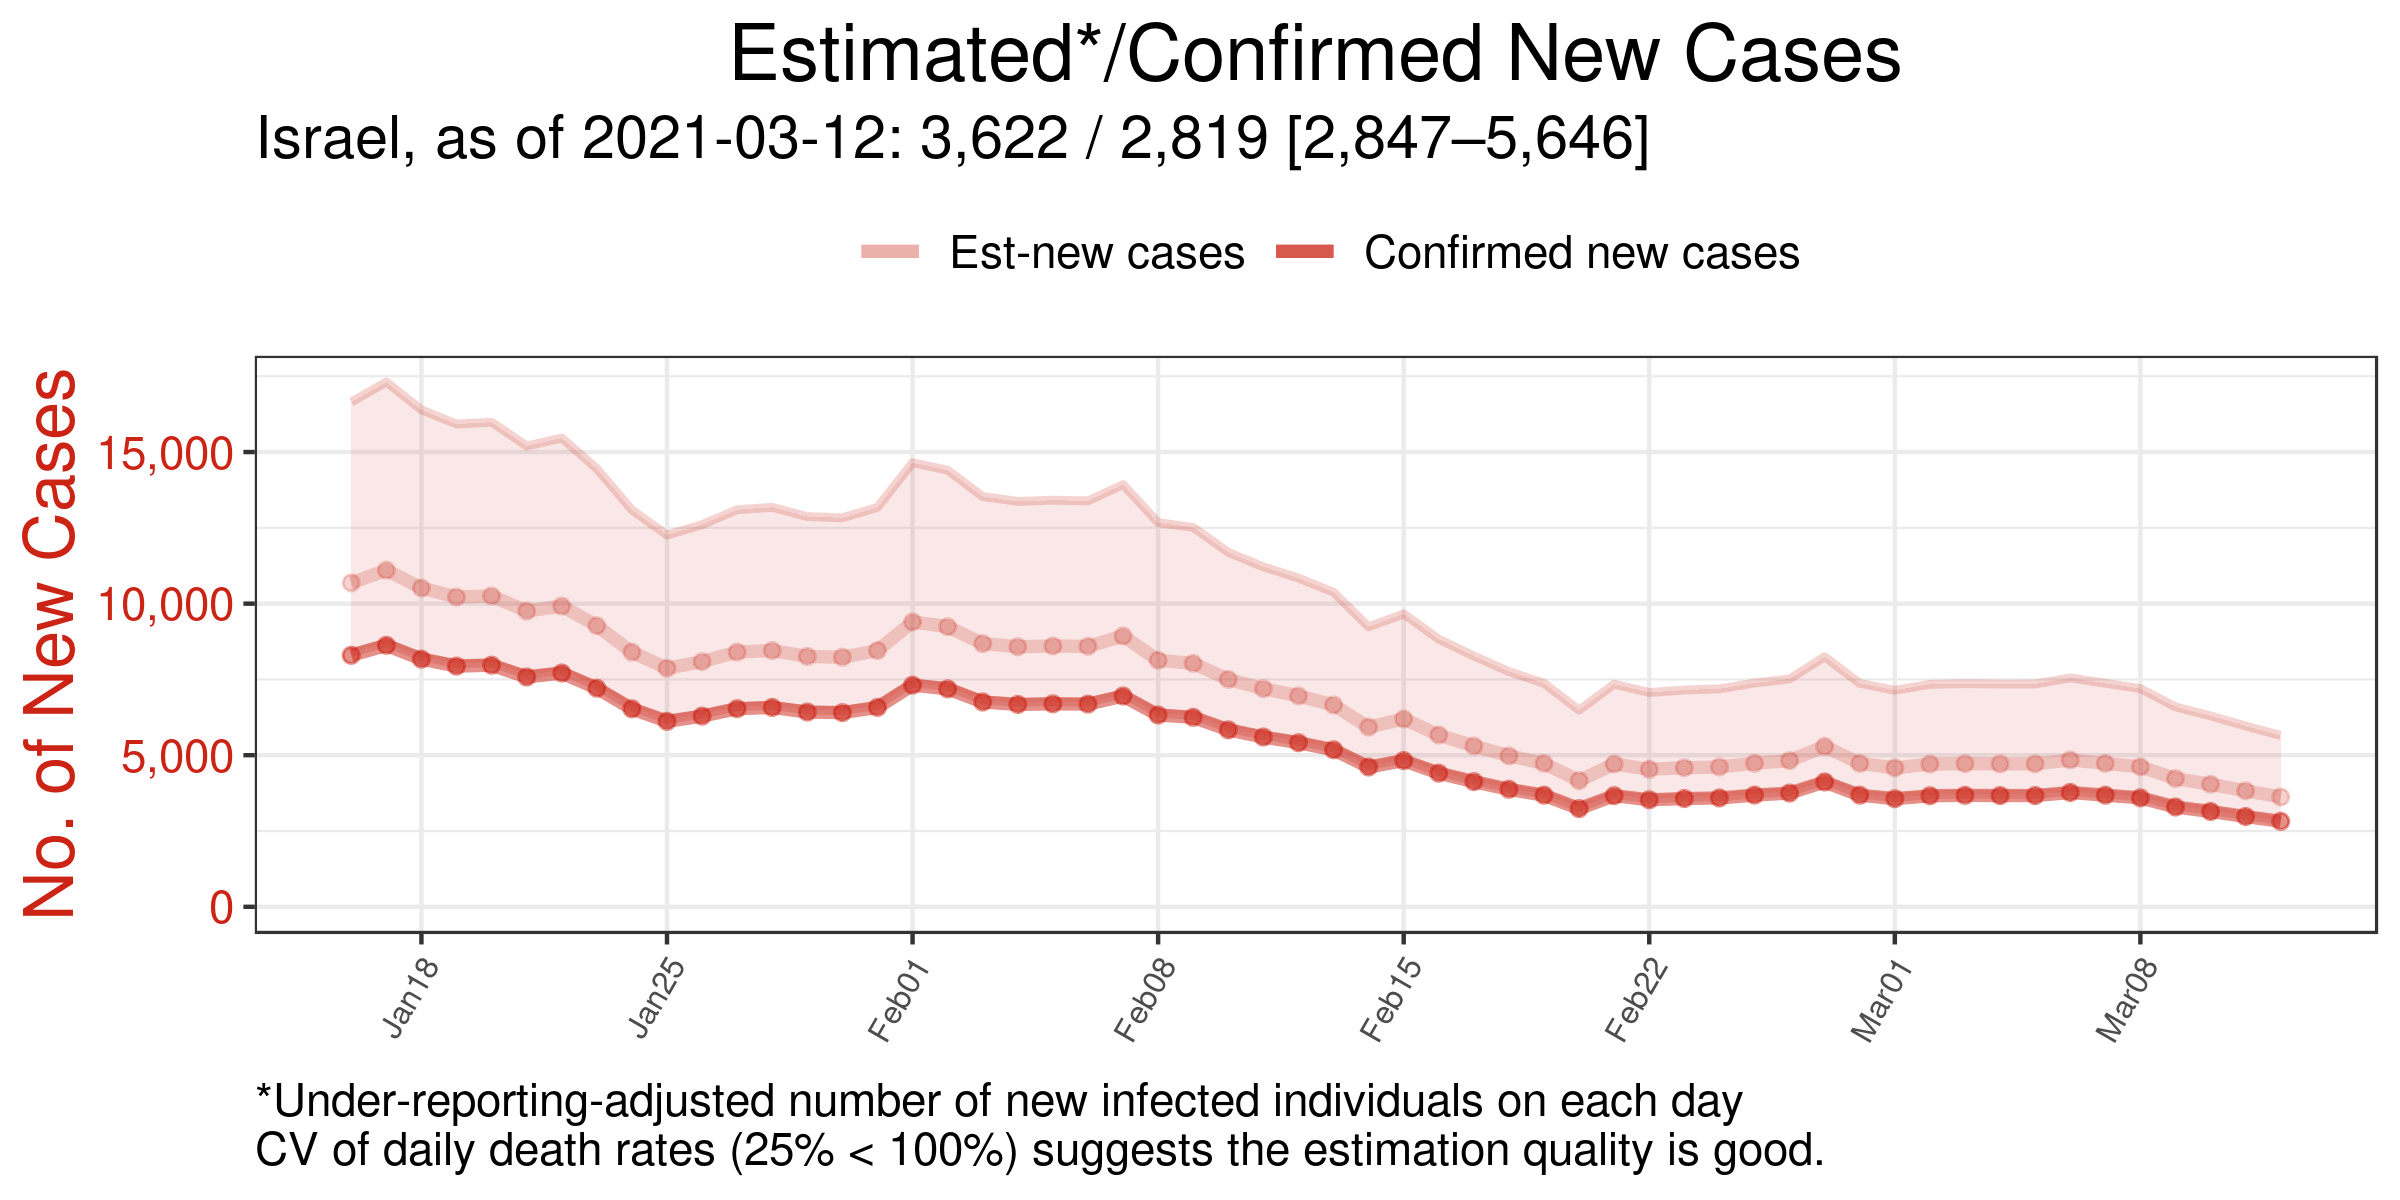 Estimated*/Confirmed New Cases
Israel, as of 2021-03-12: 3,622 / 2,819 [2,847–5,646]
Est-new cases
Confirmed new cases
No. of New Cases
15,000
10,000
5,000
0
Jan18
Jan25
Feb01
Feb08
Feb15
Feb22
Mar01
Mar08
*Under-reporting-adjusted number of new infected individuals on each day
CV of daily death rates (25% < 100%) suggests the estimation quality is good.